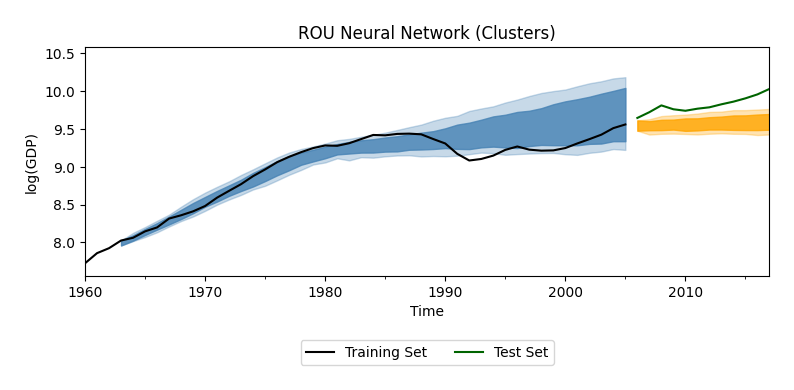 ROU Neural Network (Clusters)
10.5
10.0
9.5
9.0
8.5
8.0
log(GDP)
1960 1970 1980 1990 2000 2010
Time
Training Set Test Set